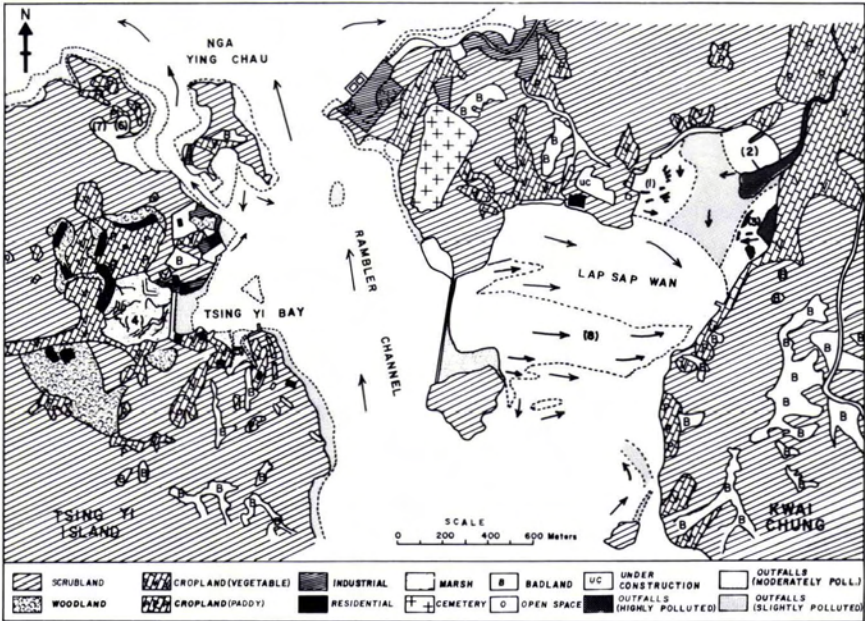 N
NGA
YING CHAU
(7) (6)
(2)
(1)
UC
B
RAMBLER
CHANNEL
LAP SAP WAN
(8)
TSING YI BAY
(4)
TSING YI
ISLAND
KWAI
CHUNG
SCALE
0 200 400 600 Meters
SCRUBLAND
CROPLAND (VEGETABLE)
INDUSTRIAL
MARSH
B BADLAND
UC UNDER
CONSTRUCTION
OUTFALLS
(MODERATELY POLL.)
WOODLAND
CROPLAND (PADDY)
RESIDENTIAL
CEMETERY
O OPEN SPACE
OUTFALLS
(HIGHLY POLLUTED)
OUTFALLS
(SLIGHTLY POLLUTED)